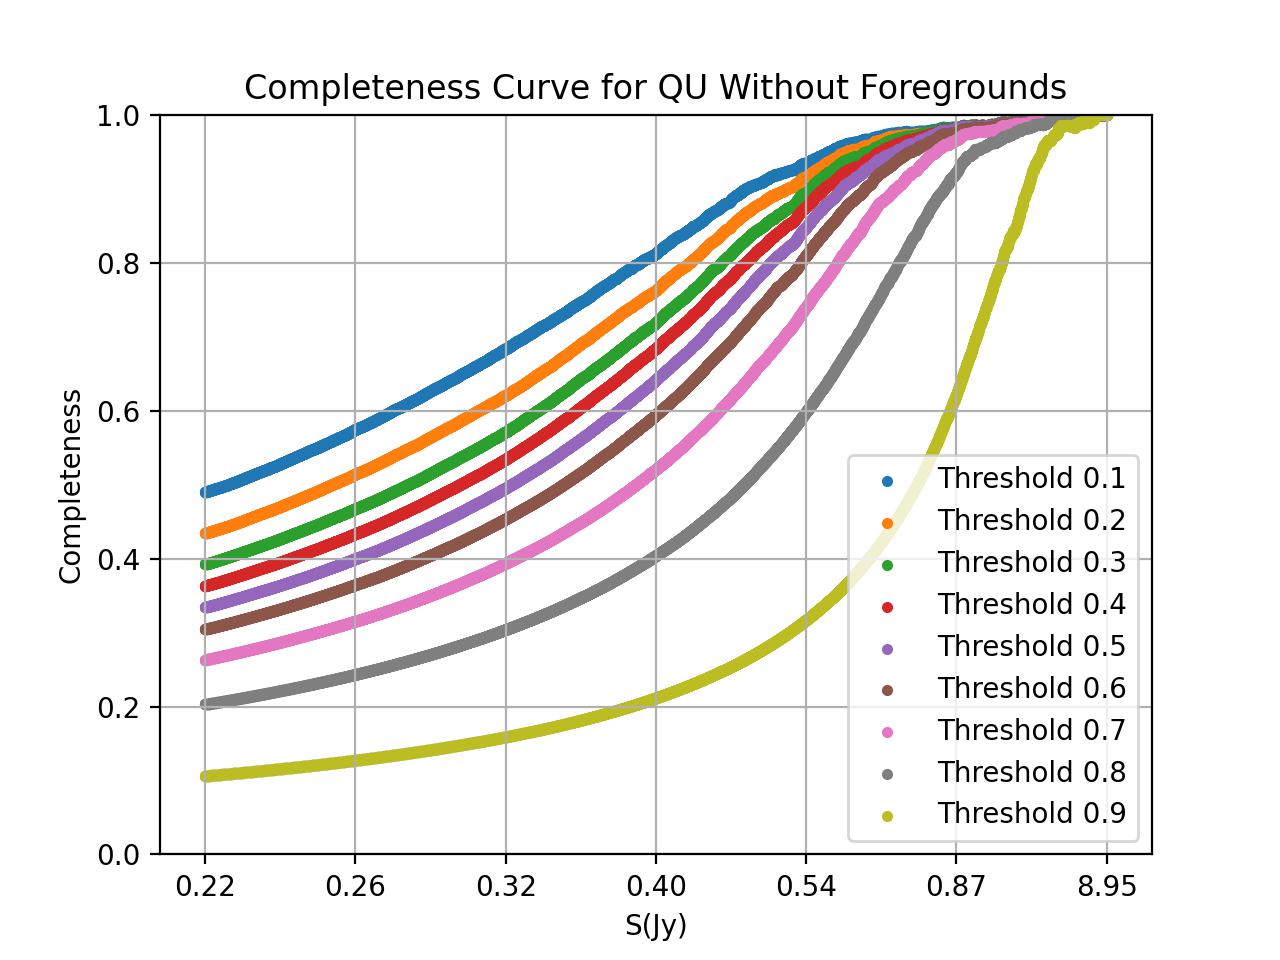 Completeness Curve for QU Without Foregrounds
1.0
0.8
0.6
0.4
0.2
0.0
Completeness
0.22 0.26 0.32 0.40 0.54 0.87 8.95
S(Jy)
Threshold 0.1
Threshold 0.2
Threshold 0.3
Threshold 0.4
Threshold 0.5
Threshold 0.6
Threshold 0.7
Threshold 0.8
Threshold 0.9